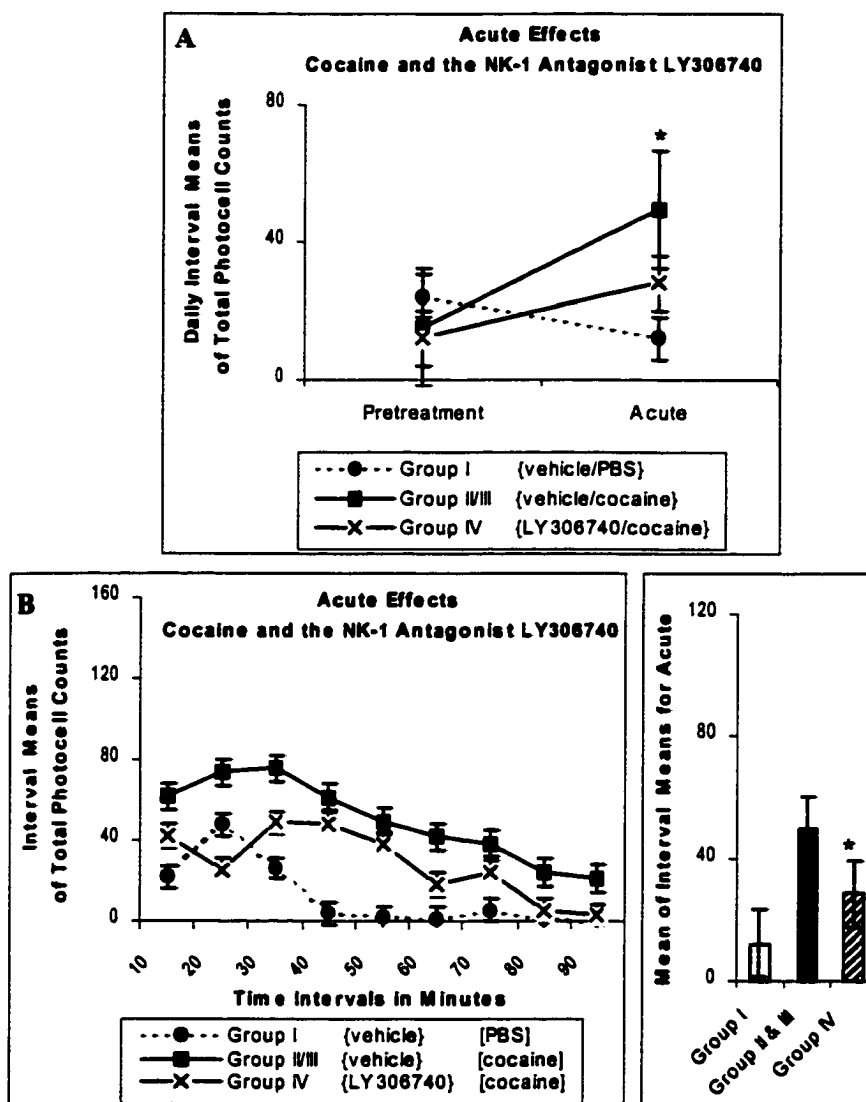 A
Acute Effects
Cocaine and the NK-1 Antagonist LY306740
Daily Interval Means
of Total Photocell Counts
80
40
0
*
Pretreatment Acute
Group I {vehicle/PBS}
Group II/III {vehicle/cocaine}
Group IV {LY306740/cocaine}
B
Acute Effects
Cocaine and the NK-1 Antagonist LY306740
Interval Means
of Total Photocell Counts
160
120
80
40
0
10 20 30 40 50 60 70 80 90
Time Intervals in Minutes
Group I {vehicle} [PBS]
Group II/III {vehicle} [cocaine]
Group IV {LY306740} [cocaine]
Mean of Interval Means for Acute
120
80
40
0
*
Group I
Group II & III
Group IV